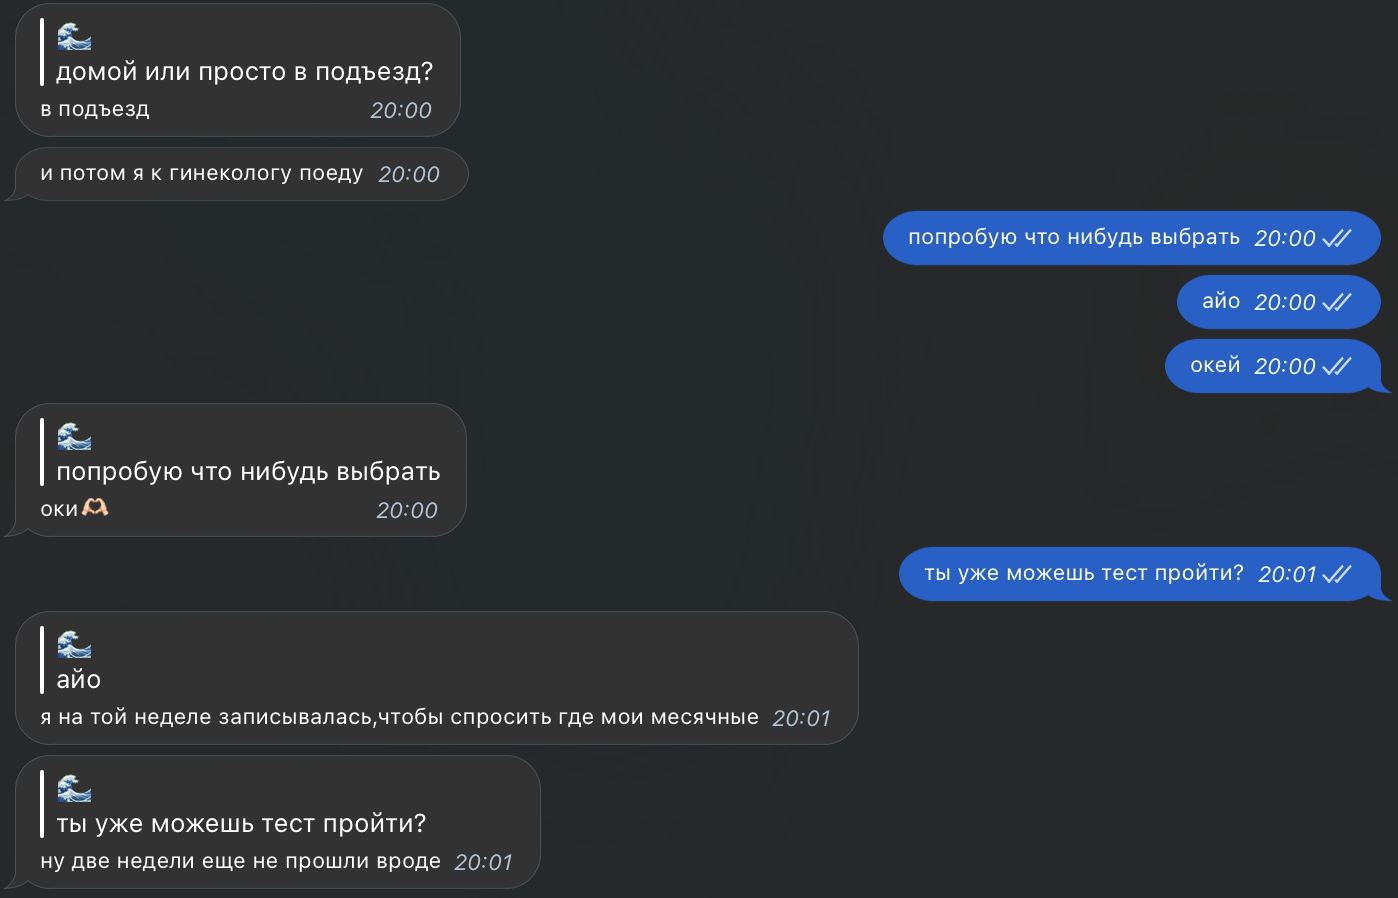 🌊
домой или просто в подъезд?
в подъезд 20:00
и потом я к гинекологу поеду 20:00
попробую что нибудь выбрать 20:00
айо 20:00
окей 20:00
🌊
попробую что нибудь выбрать
оки🫶🏻 20:00
ты уже можешь тест пройти? 20:01
🌊
айо
я на той неделе записывалась,чтобы спросить где мои месячные 20:01
🌊
ты уже можешь тест пройти?
ну две недели еще не прошли вроде 20:01